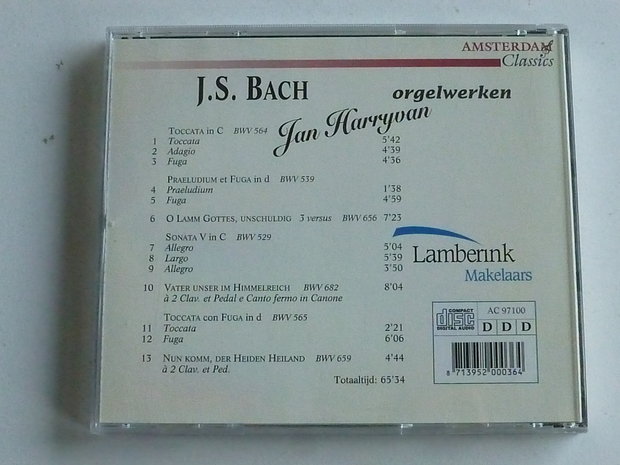 AMSTERDAM
Classics
J.S. BACH orgelwerken
Jan Harryvan
TOCCATA in C BWV 564
1 Toccata 5'42
2 Adagio 4'39
3 Fuga 4'36
PRAELUDIUM et FUGA in d BWV 539
4 Praeludium 1'38
5 Fuga 4'59
6 O LAMM GOTTES, UNSCHULDIG 3 versus BWV 656 7'23
SONATA V in C BWV 529
7 Allegro 5'04
8 Largo 5'39
9 Allegro 3'50
10 VATER UNSER IM HIMMELREICH BWV 682 8'04
à 2 Clav. et Pedal e Canto fermo in Canone
TOCCATA con FUGA in d BWV 565
11 Toccata 2'21
12 Fuga 6'06
13 NUN KOMM, DER HEIDEN HEILAND BWV 659 4'44
à 2 Clav. et Ped.
Totaaltijd: 65'34
Lamberink
Makelaars
COMPACT
disc
DIGITAL AUDIO
AC 97100
D D D
8 713952 000364